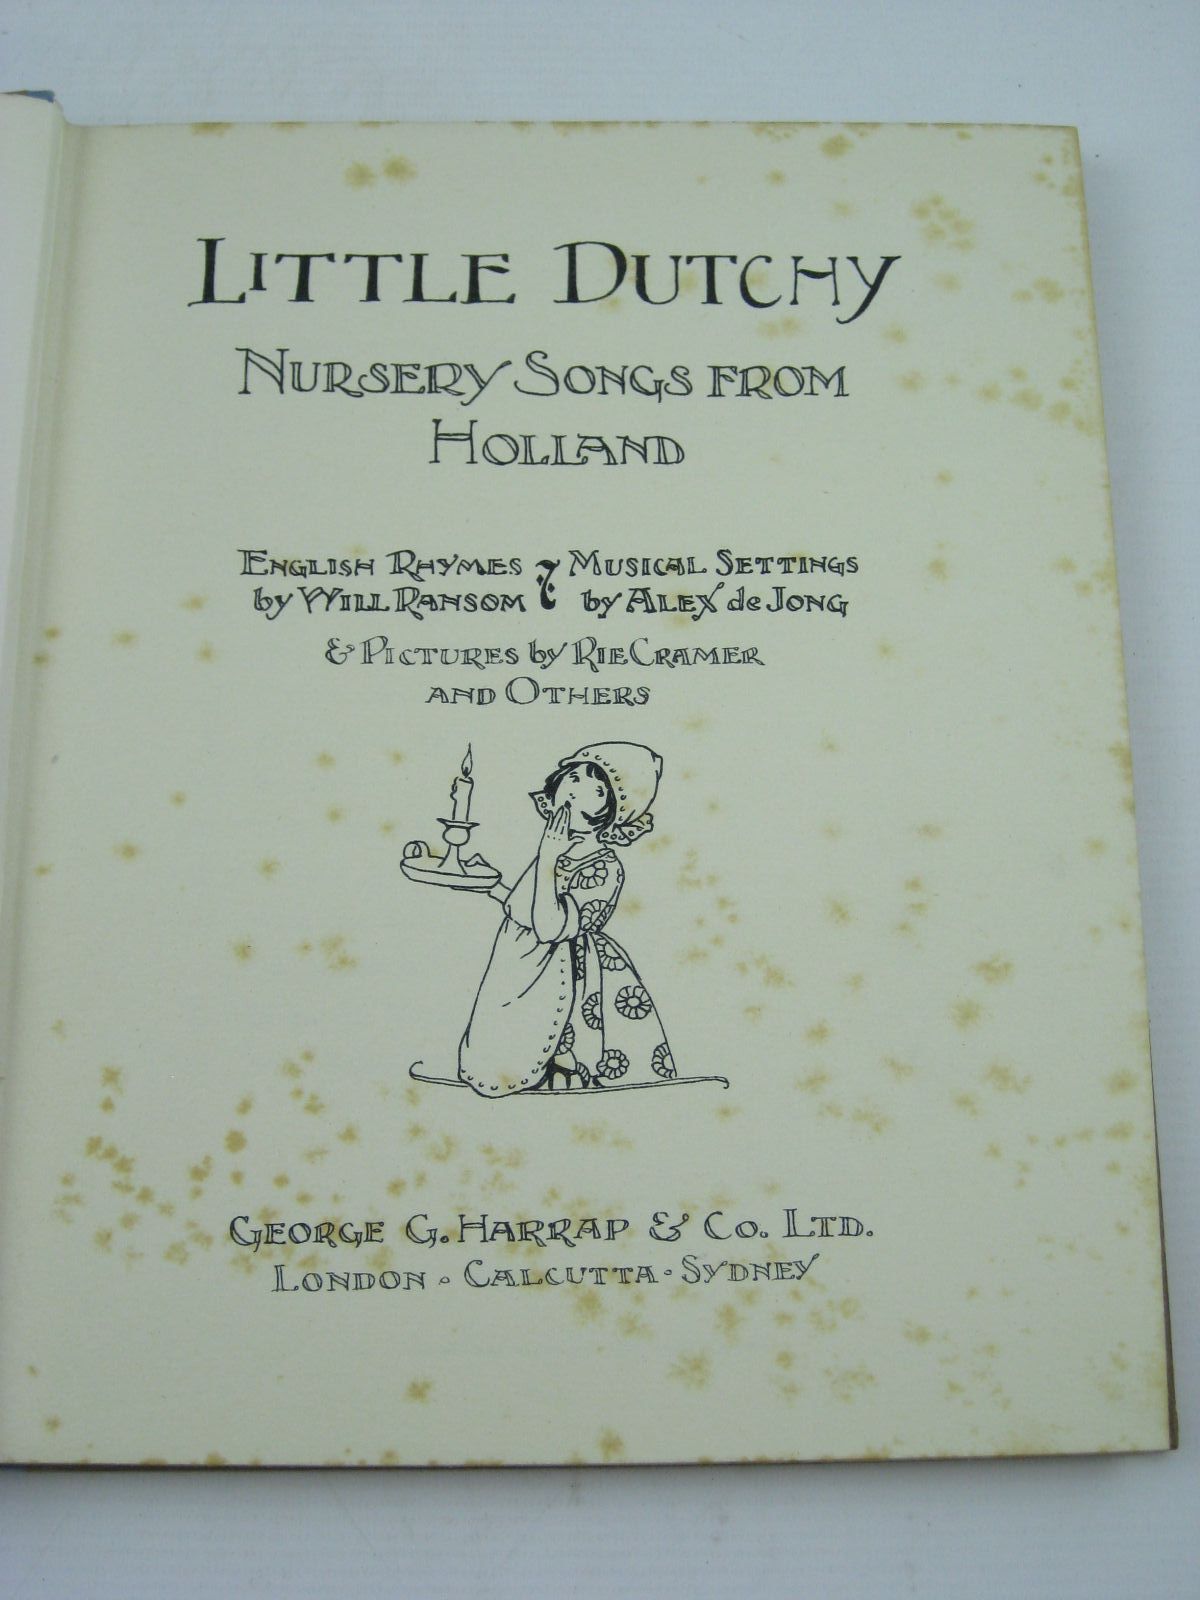 LITTLE DUTCHY
NURSERY SONGS FROM
HOLLAND
ENGLISH RHYMES & MUSICAL SETTINGS
by WILL RANSOM by ALEX de JONG
& PICTURES by RIE CRAMER
AND OTHERS
GEORGE G. HARRAP & CO. LTD.
LONDON · CALCUTTA · SYDNEY